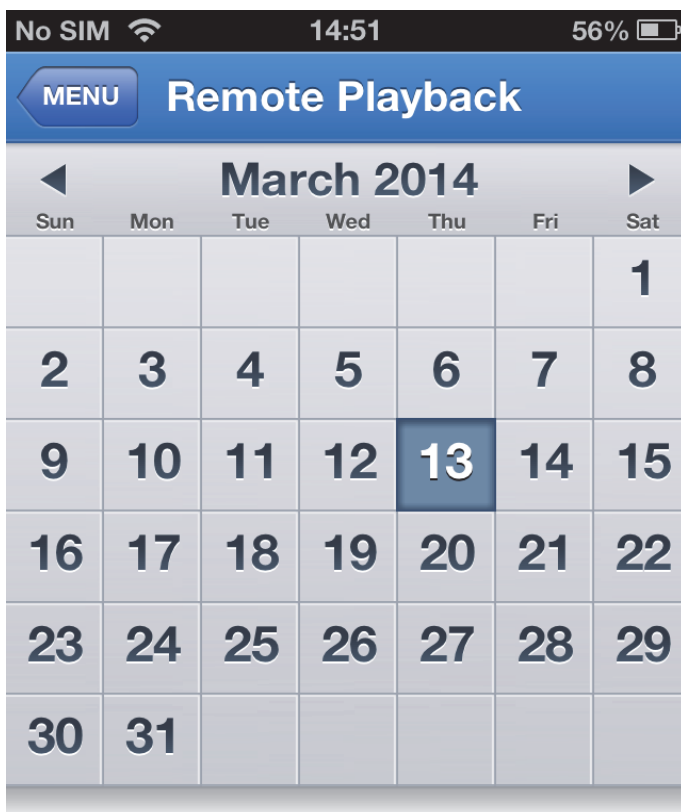 No SIM 14:51 56%
MENU Remote Playback
March 2014
Sun Mon Tue Wed Thu Fri Sat
1
2 3 4 5 6 7 8
9 10 11 12 13 14 15
16 17 18 19 20 21 22
23 24 25 26 27 28 29
30 31